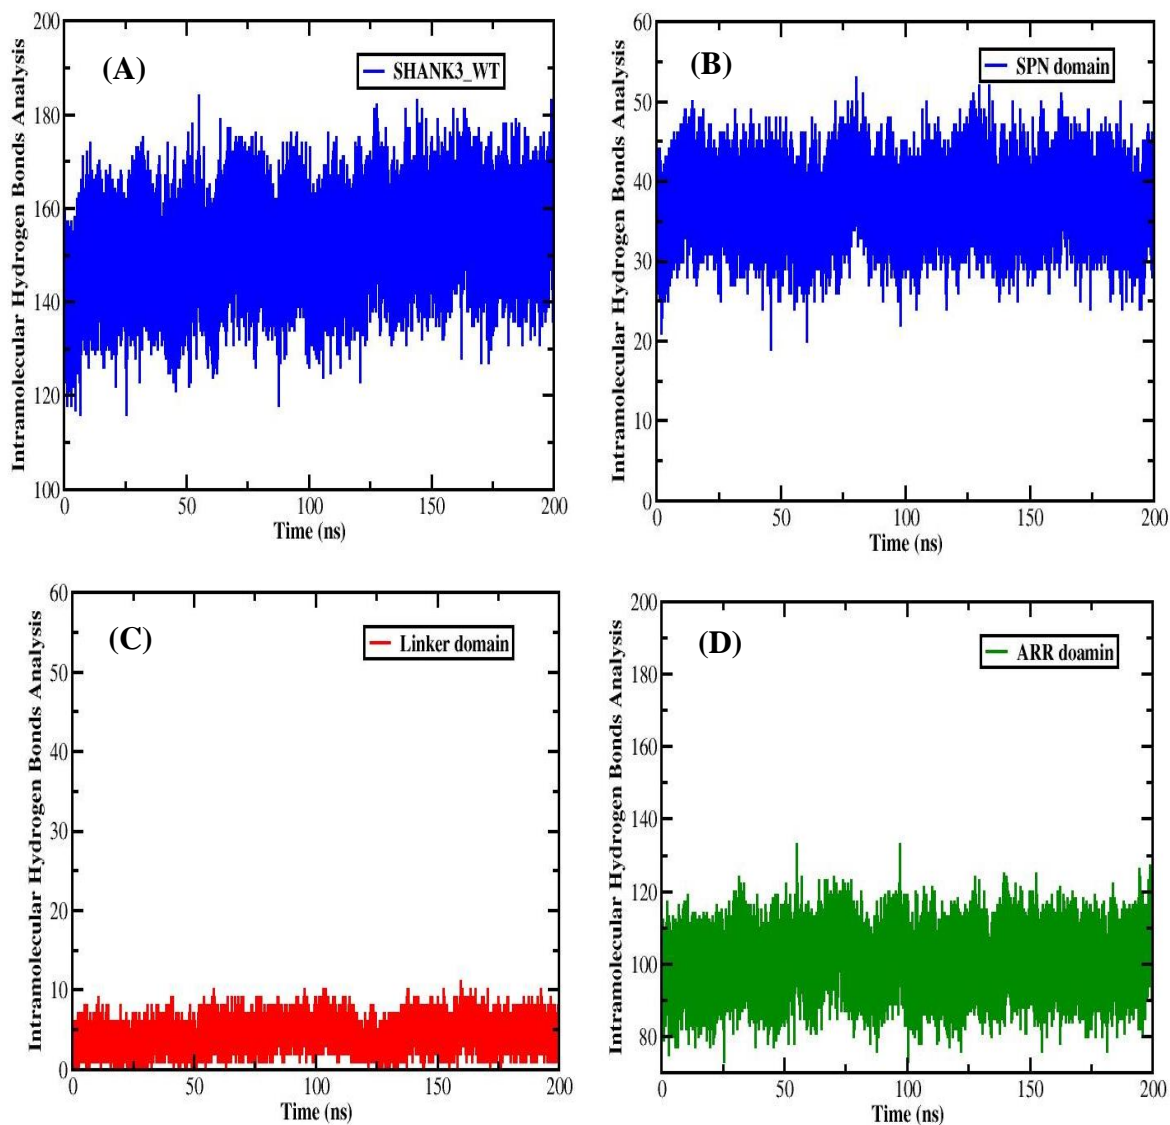 (A)
SHANK3_WT
Intramolecular Hydrogen Bonds Analysis
200
180
160
140
120
100
0 50 100 150 200
Time (ns)
(B)
SPN domain
Intramolecular Hydrogen Bonds Analysis
60
50
40
30
20
10
0
0 50 100 150 200
Time (ns)
(C)
Linker domain
Intramolecular Hydrogen Bonds Analysis
60
50
40
30
20
10
0
0 50 100 150 200
Time (ns)
(D)
ARR doamin
Intramolecular Hydrogen Bonds Analysis
200
180
160
140
120
100
80
0 50 100 150 200
Time (ns)